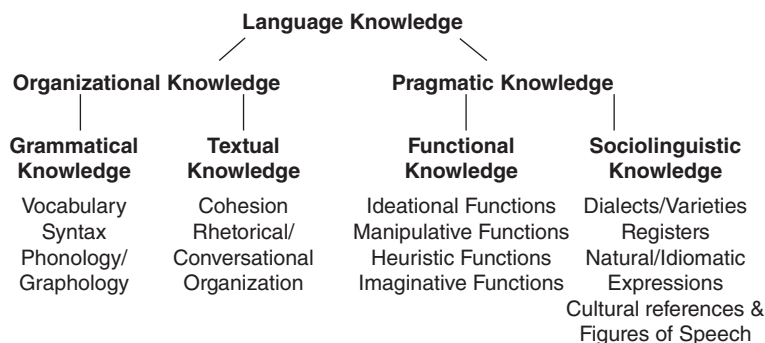 Language Knowledge
Organizational Knowledge
Pragmatic Knowledge
Grammatical
Knowledge
Vocabulary
Syntax
Phonology/
Graphology
Textual
Knowledge
Cohesion
Rhetorical/
Conversational
Organization
Functional
Knowledge
Ideational Functions
Manipulative Functions
Heuristic Functions
Imaginative Functions
Sociolinguistic
Knowledge
Dialects/Varieties
Registers
Natural/Idiomatic
Expressions
Cultural references &
Figures of Speech